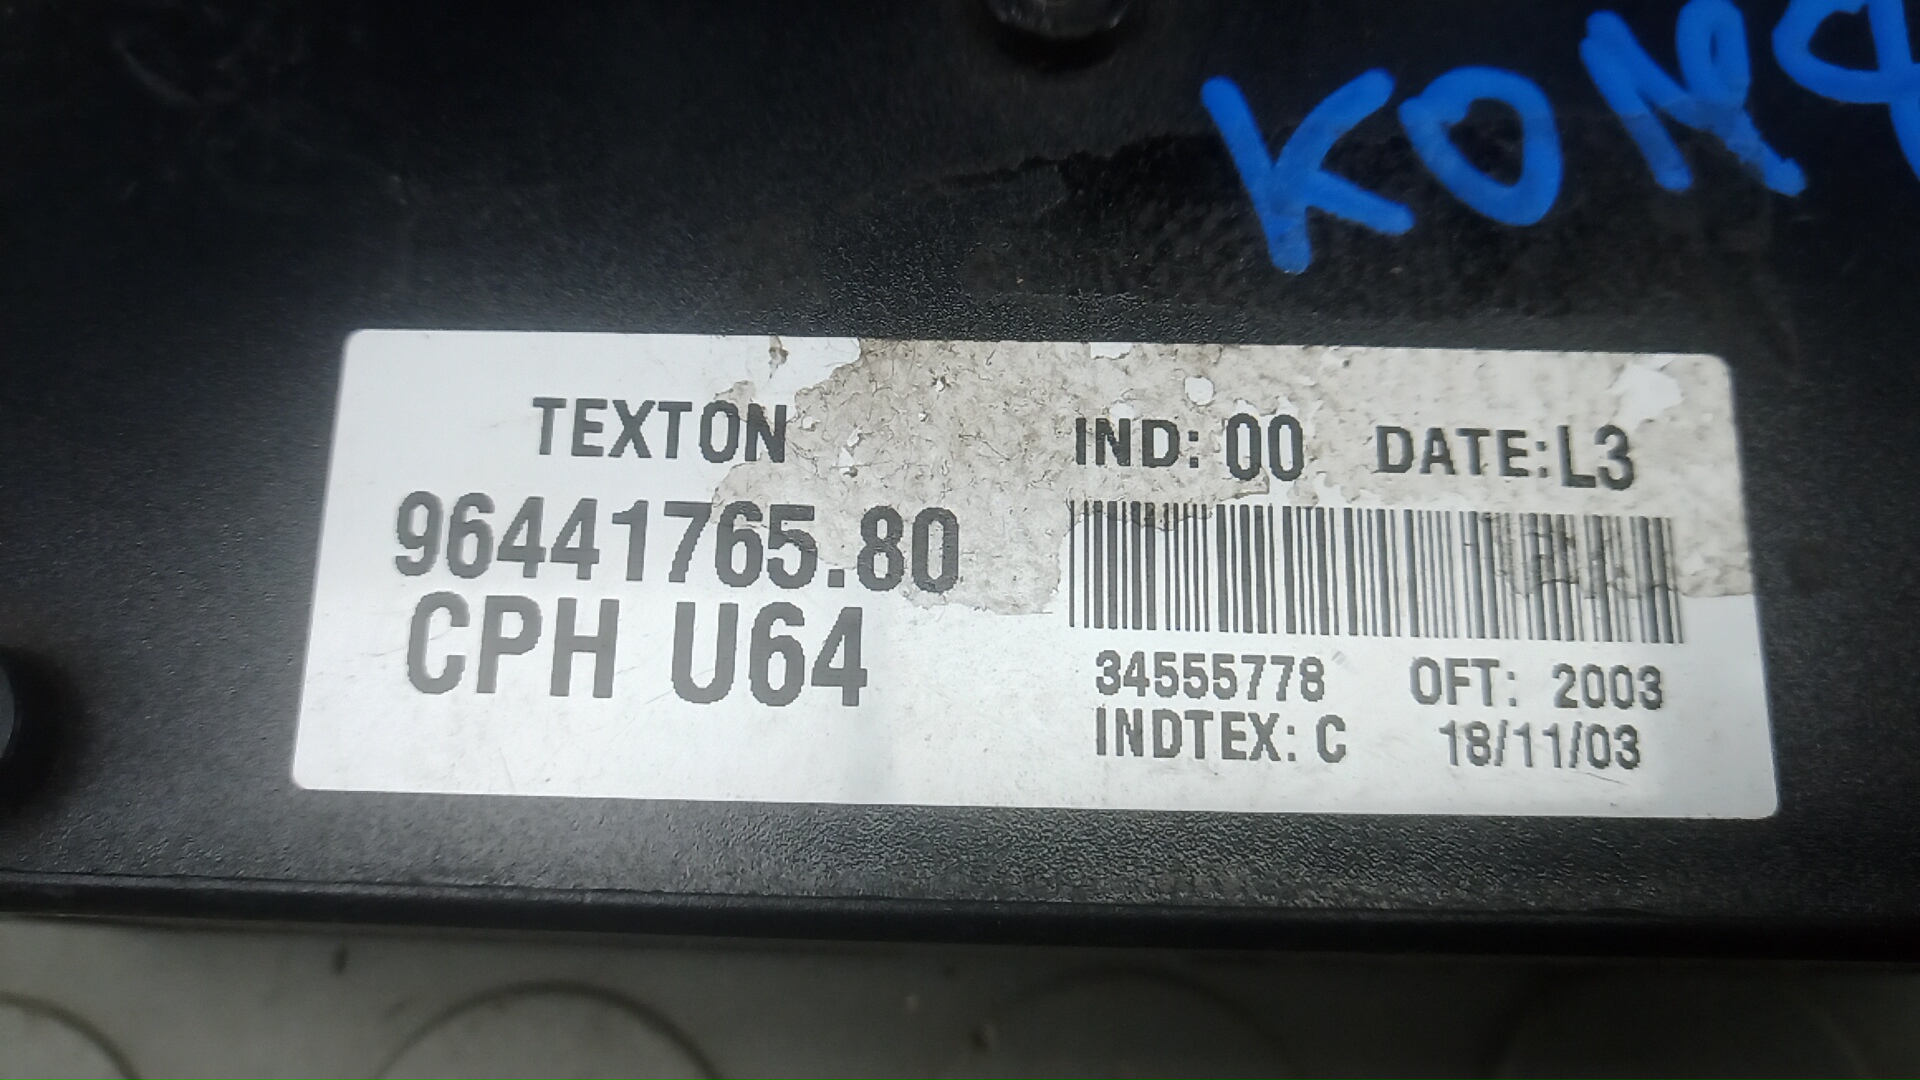 TEXTON
96441765.80
CPH U64
IND: 00 DATE: L3
34555778 OFT: 2003
INDTEX: C 18/11/03